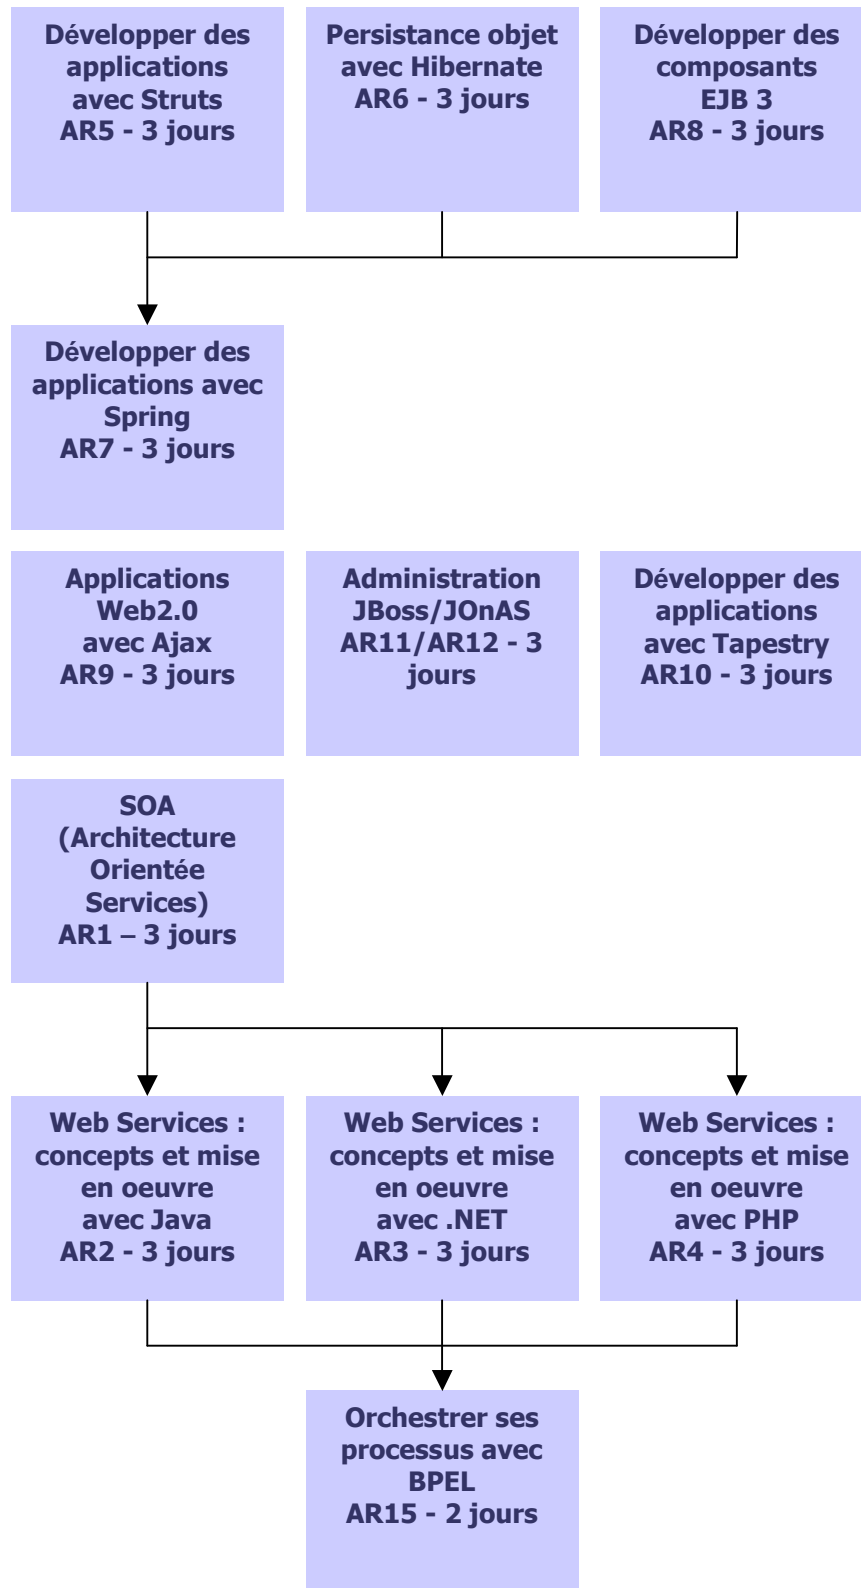 Développer des
applications
avec Struts
AR5 - 3 jours
Persistance objet
avec Hibernate
AR6 - 3 jours
Développer des
composants
EJB 3
AR8 - 3 jours
Développer des
applications avec
Spring
AR7 - 3 jours
Applications
Web2.0
avec Ajax
AR9 - 3 jours
Administration
JBoss/JOnAS
AR11/AR12 - 3
jours
Développer des
applications
avec Tapestry
AR10 - 3 jours
SOA
(Architecture
Orientée
Services)
AR1 – 3 jours
Web Services :
concepts et mise
en oeuvre
avec Java
AR2 - 3 jours
Web Services :
concepts et mise
en oeuvre
avec .NET
AR3 - 3 jours
Web Services :
concepts et mise
en oeuvre
avec PHP
AR4 - 3 jours
Orchestrer ses
processus avec
BPEL
AR15 - 2 jours